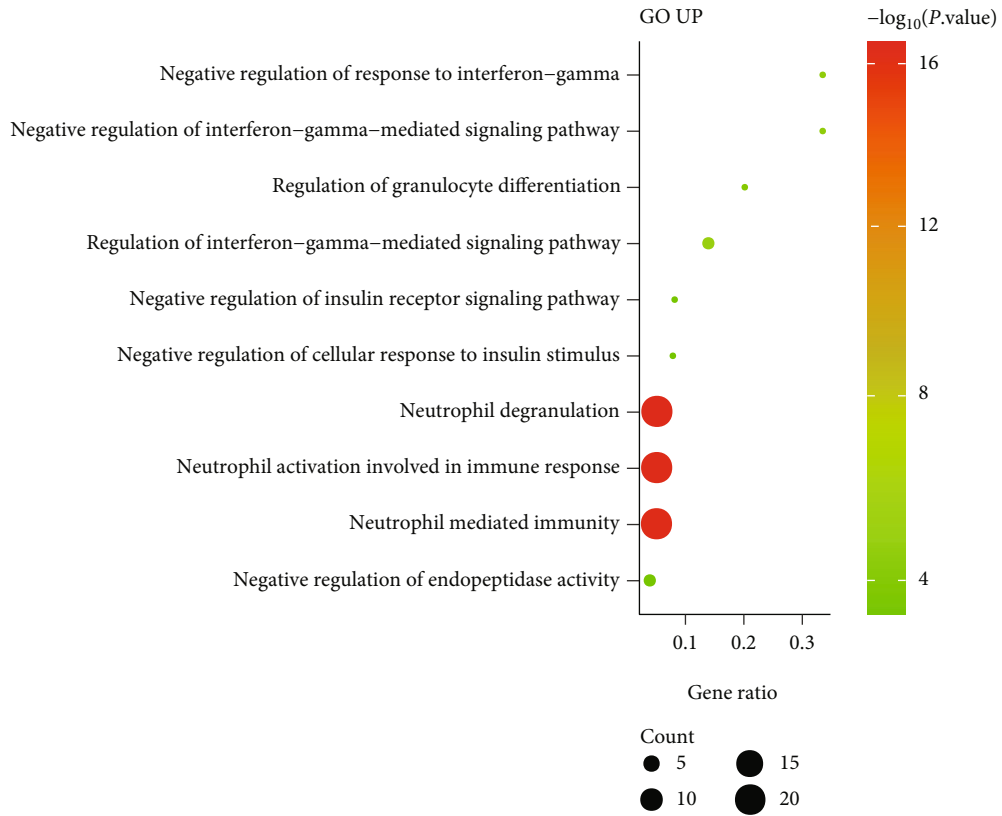 GO UP
−log10(P.value)
Negative regulation of response to interferon−gamma
Negative regulation of interferon−gamma−mediated signaling pathway
Regulation of granulocyte differentiation
Regulation of interferon−gamma−mediated signaling pathway
Negative regulation of insulin receptor signaling pathway
Negative regulation of cellular response to insulin stimulus
Neutrophil degranulation
Neutrophil activation involved in immune response
Neutrophil mediated immunity
Negative regulation of endopeptidase activity
16
12
8
4
0.1 0.2 0.3
Gene ratio
Count
5 15
10 20